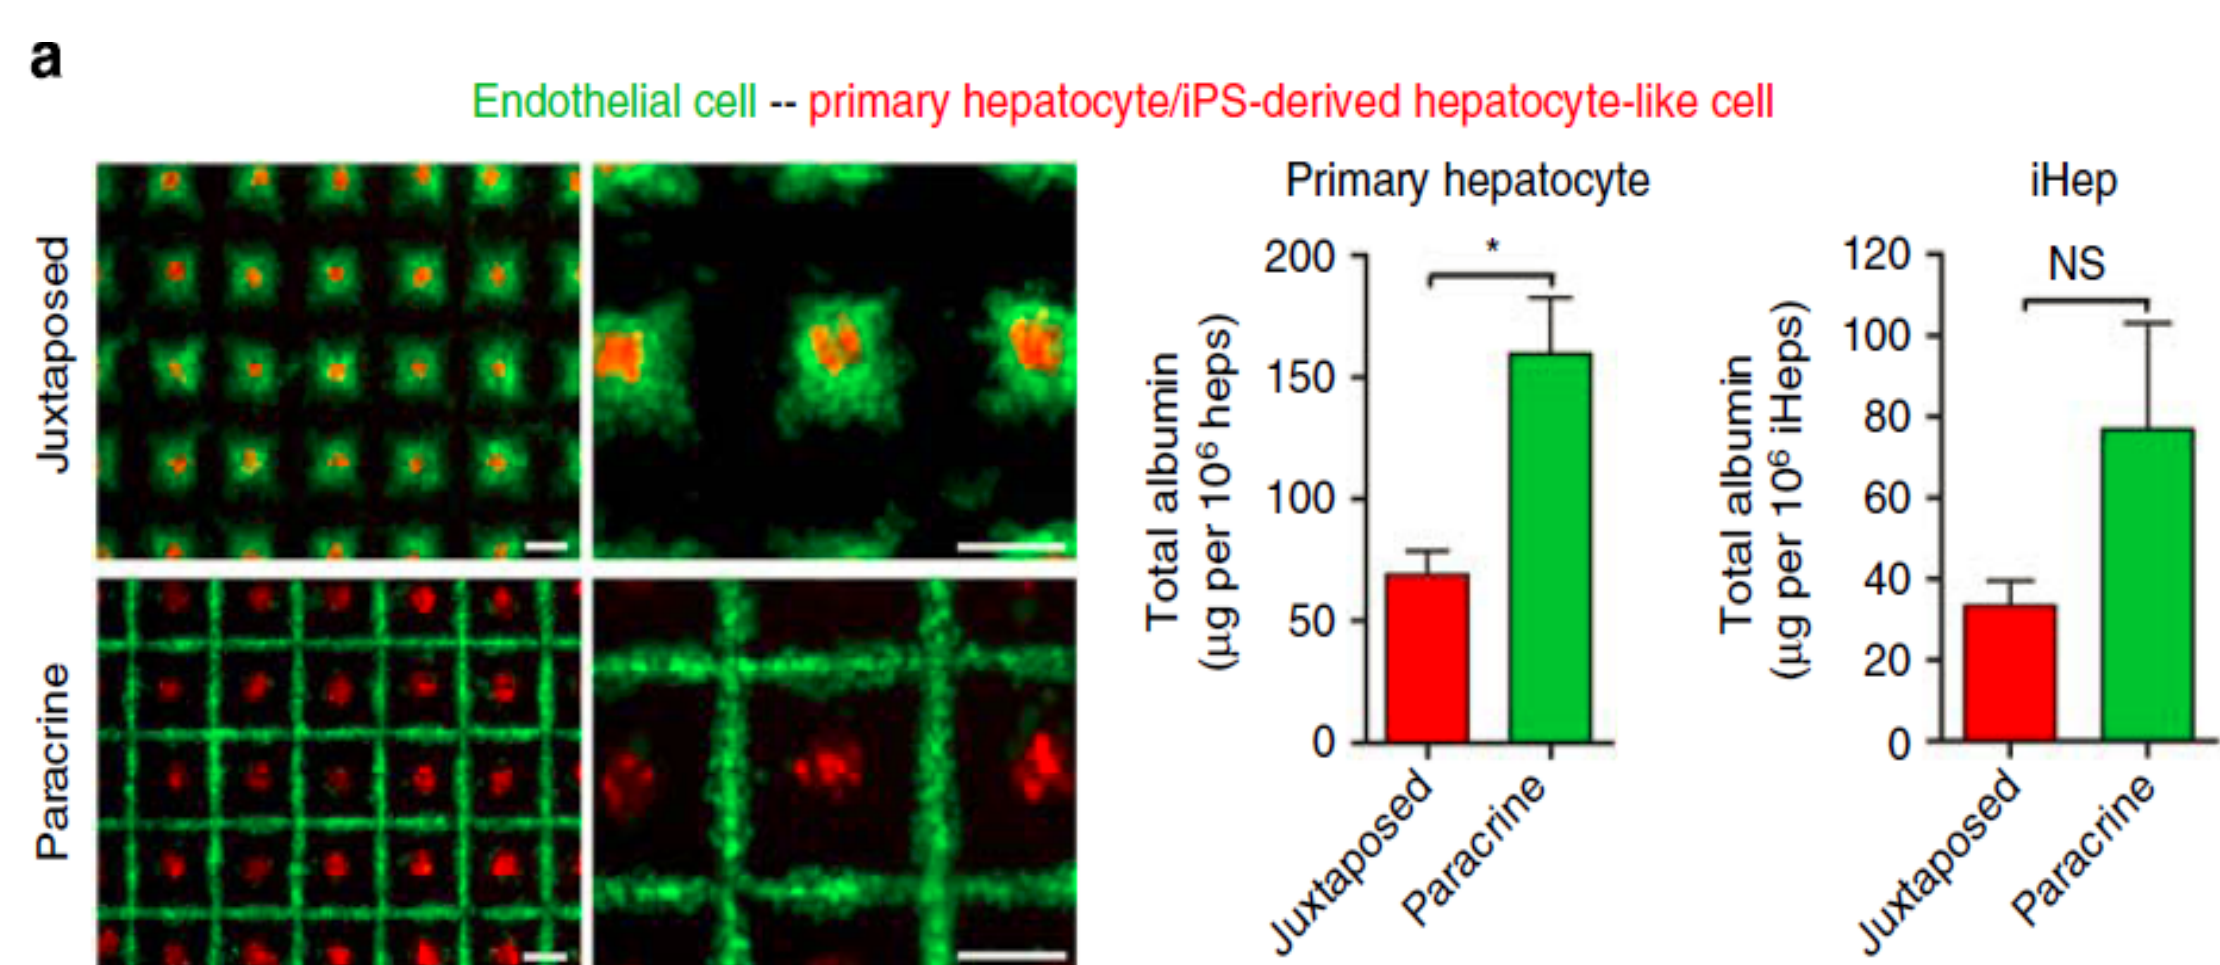 a
Endothelial cell -- primary hepatocyte/iPS-derived hepatocyte-like cell
Juxtaposed
Paracrine
Primary hepatocyte
Total albumin
(µg per 10⁶ heps)
200
150
100
50
0
*
Juxtaposed
Paracrine
iHep
Total albumin
(µg per 10⁶ iHeps)
120
100
80
60
40
20
0
NS
Juxtaposed
Paracrine